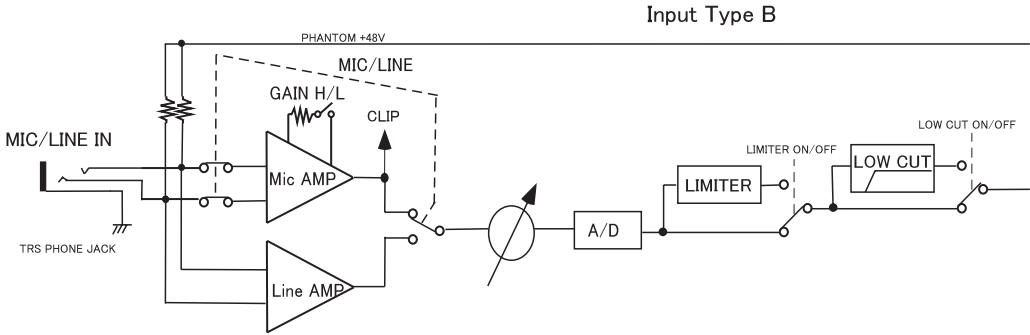 Input Type B
PHANTOM +48V
MIC/LINE
GAIN H/L
CLIP
MIC/LINE IN
LOW CUT ON/OFF
LIMITER ON/OFF
LOW CUT
Mic AMP
LIMITER
A/D
TRS PHONE JACK
Line AMP